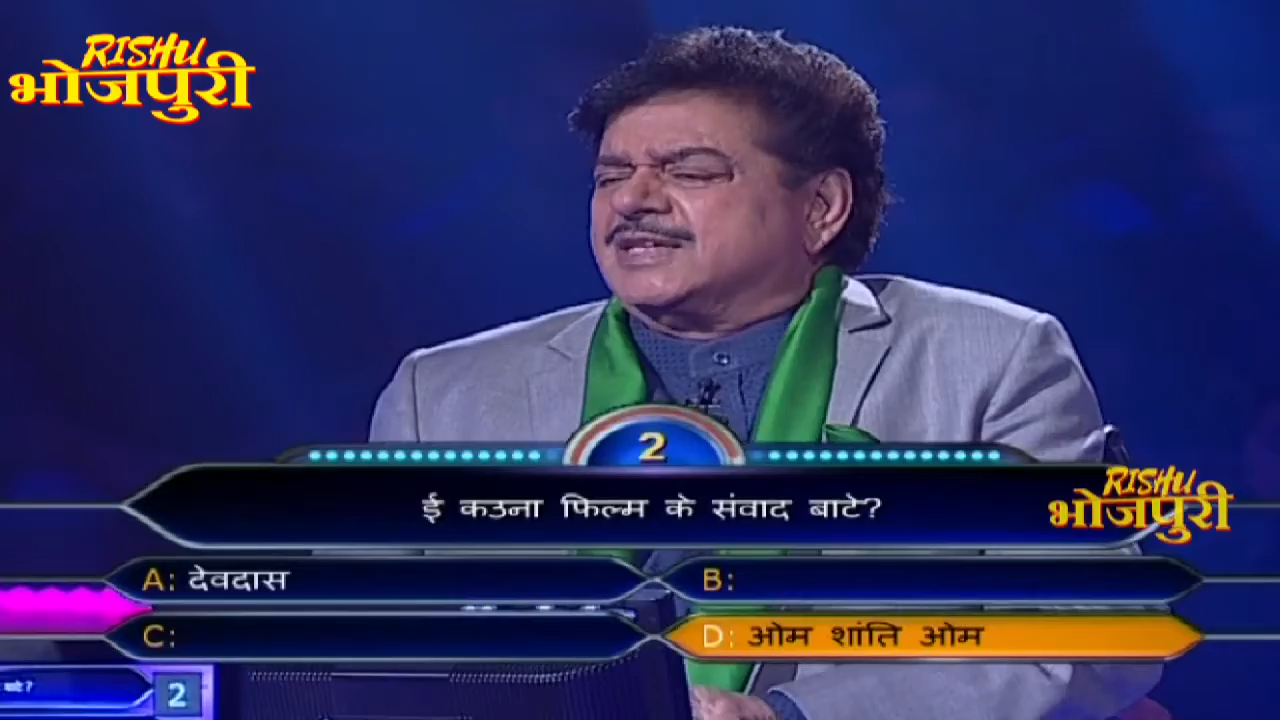 RISHU
भोजपुरी
2
ई कउना फिल्म के संवाद बाटे?
RISHU
भोजपुरी
A: देवदास
B:
C:
D: ओम शांति ओम
बाटे?
2